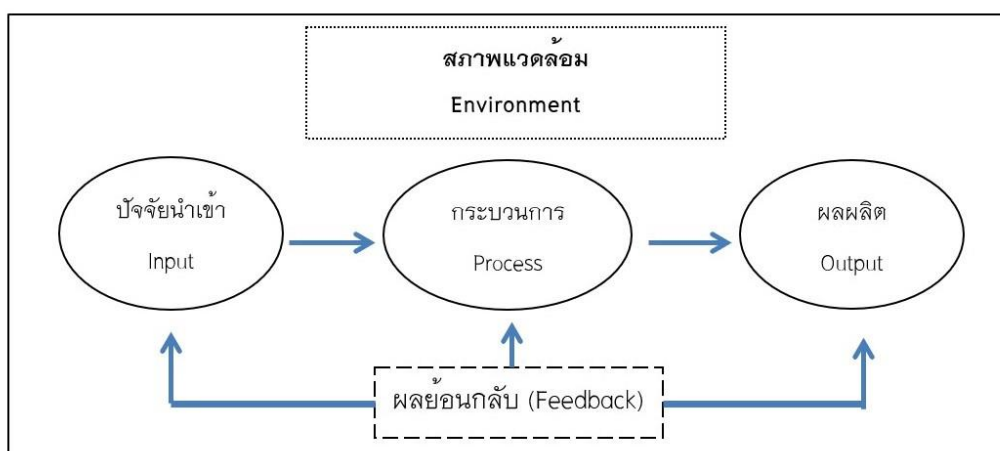 สภาพแวดล้อม
Environment
ปัจจัยนำเข้า
Input
กระบวนการ
Process
ผลผลิต
Output
ผลย้อนกลับ (Feedback)